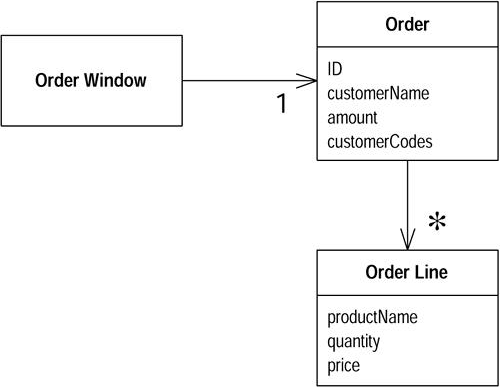 Order Window
1
Order
ID
customerName
amount
customerCodes
*
Order Line
productName
quantity
price